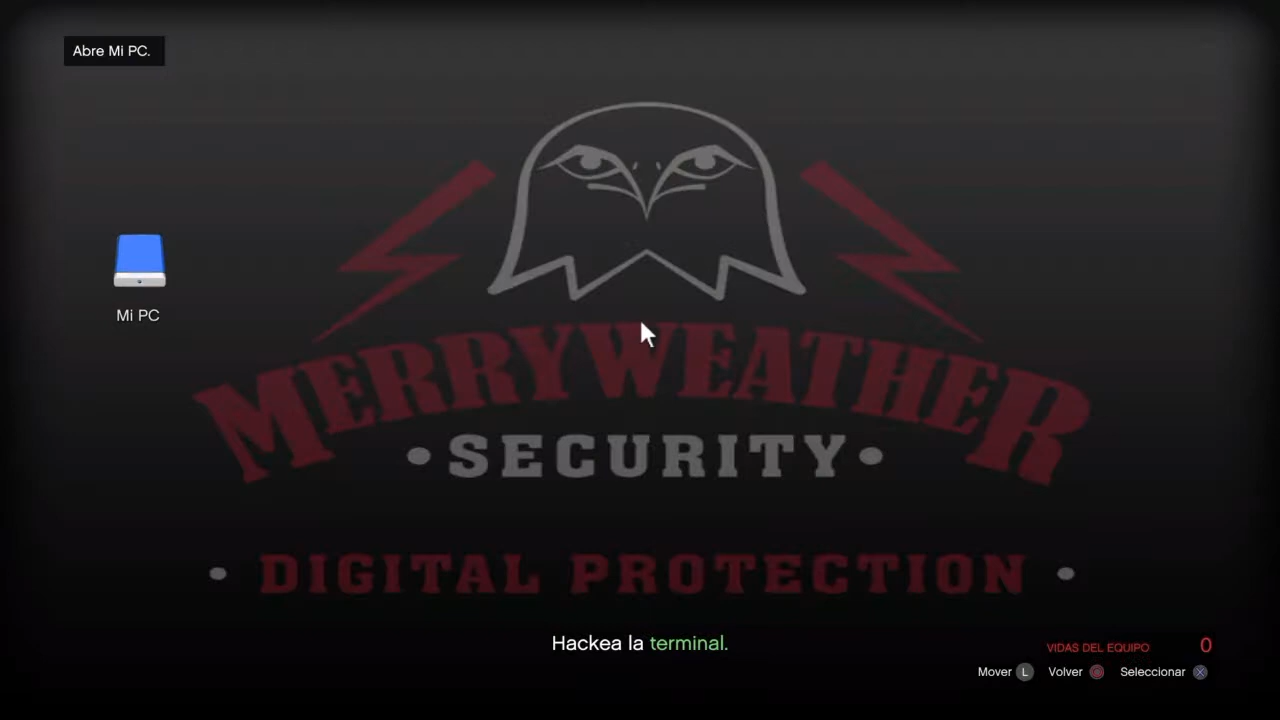 Abre Mi PC.
Mi PC
MERRYWEATHER
SECURITY
DIGITAL PROTECTION
Hackea la terminal.
VIDAS DEL EQUIPO 0
Mover L Volver Seleccionar